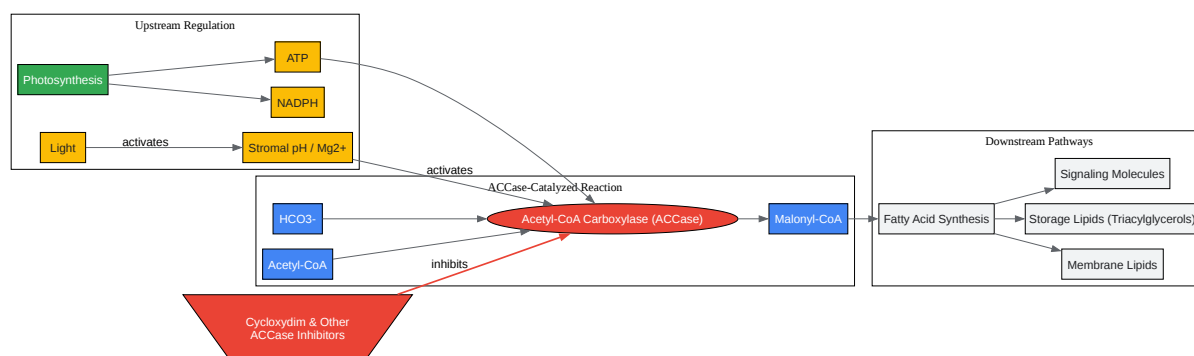 Upstream Regulation
ATP
Photosynthesis
NADPH
Light
activates
Stromal pH / Mg2+
activates
ACCase-Catalyzed Reaction
HCO3-
Acetyl-CoA Carboxylase (ACCase)
Malonyl-CoA
Acetyl-CoA
inhibits
Cycloxydim & Other
ACCase Inhibitors
Downstream Pathways
Signaling Molecules
Fatty Acid Synthesis
Storage Lipids (Triacylglycerols)
Membrane Lipids